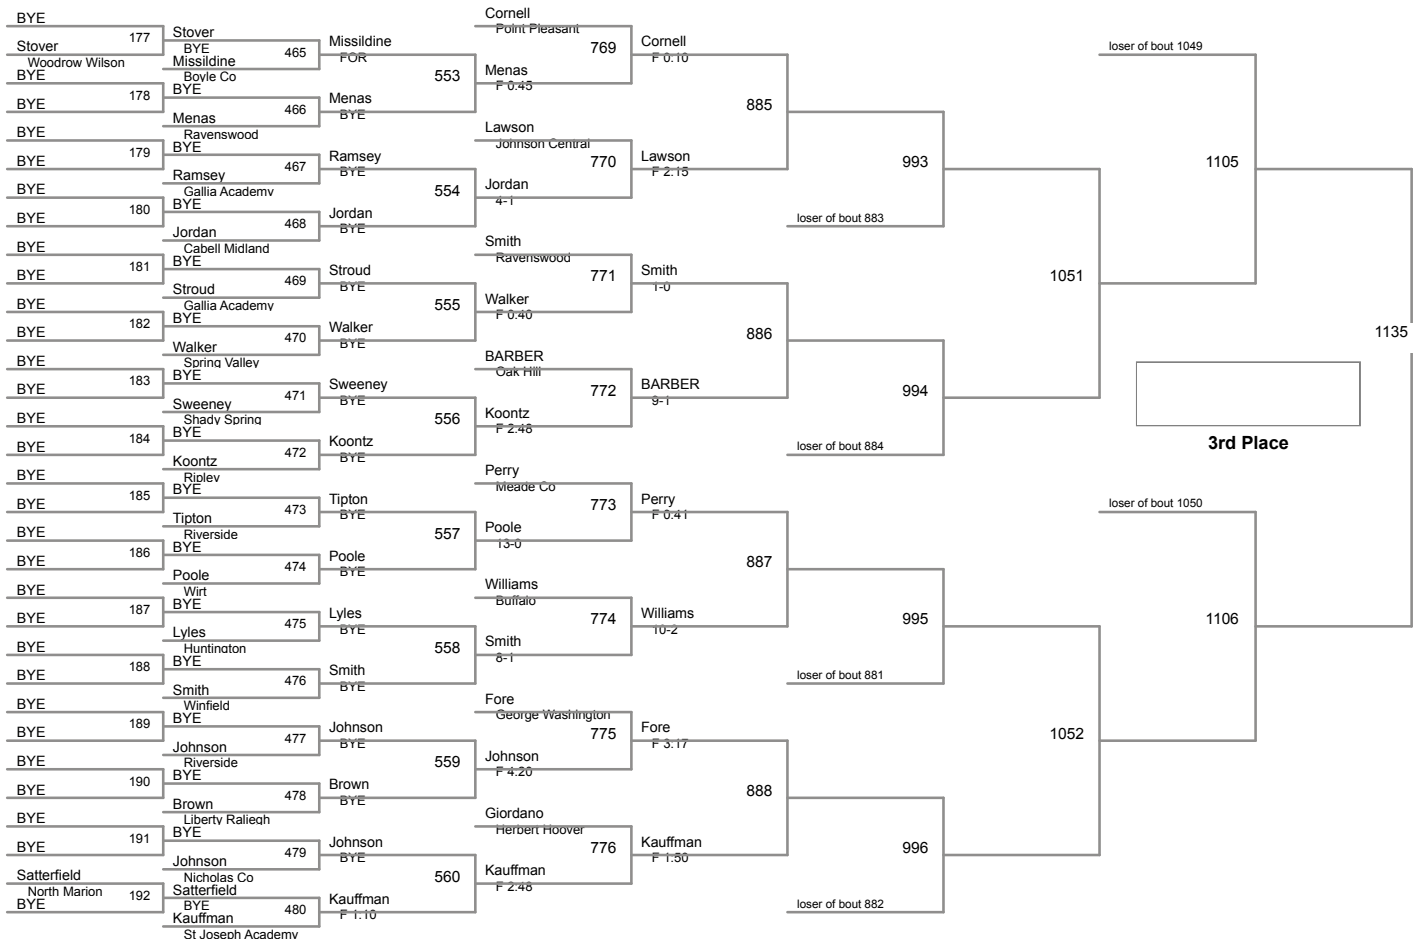 BYE
177
Stover
Woodrow Wilson
BYE
178
BYE
BYE
179
BYE
BYE
180
BYE
BYE
181
BYE
BYE
182
BYE
BYE
183
BYE
BYE
184
BYE
BYE
185
BYE
BYE
186
BYE
BYE
187
BYE
BYE
188
BYE
BYE
189
BYE
BYE
190
BYE
BYE
191
BYE
Satterfield
North Marion
192
BYE
Stover
BYE
465
Missildine
Boyle Co
BYE
466
Menas
Ravenswood
BYE
467
Ramsey
Gallia Academy
BYE
468
Jordan
Cabell Midland
BYE
469
Stroud
Gallia Academy
BYE
470
Walker
Spring Valley
BYE
471
Sweeney
Shady Spring
BYE
472
Koontz
Ripley
BYE
473
Tipton
Riverside
BYE
474
Poole
Wirt
BYE
475
Lyles
Huntington
BYE
476
Smith
Winfield
BYE
477
Johnson
Riverside
BYE
478
Brown
Liberty Raliegh
BYE
479
Johnson
Nicholas Co
Satterfield
BYE
480
Kauffman
St Joseph Academy
Missildine
FOR
553
Menas
BYE
Ramsey
BYE
554
Jordan
BYE
Stroud
BYE
555
Walker
BYE
Sweeney
BYE
556
Koontz
BYE
Tipton
BYE
557
Poole
BYE
Lyles
BYE
558
Smith
BYE
Johnson
BYE
559
Brown
BYE
Johnson
BYE
560
Kauffman
F 1:10
Cornell
Point Pleasant
769
Menas
F 0:45
Lawson
Johnson Central
770
Jordan
4-1
Smith
Ravenswood
771
Walker
F 0:40
BARBER
Oak Hill
772
Koontz
F 2:48
Perry
Meade Co
773
Poole
13-0
Williams
Buffalo
774
Smith
8-1
Fore
George Washington
775
Johnson
F 4:20
Giordano
Herbert Hoover
776
Kauffman
F 2:48
Cornell
F 0:10
885
Lawson
F 2:15
Smith
1-0
886
BARBER
9-1
Perry
F 0:41
887
Williams
10-2
Fore
F 3:17
888
Kauffman
F 1:50
993
loser of bout 883
994
loser of bout 884
995
loser of bout 881
996
loser of bout 882
1051
1052
loser of bout 1049
1105
loser of bout 1050
1106
1135
3rd Place